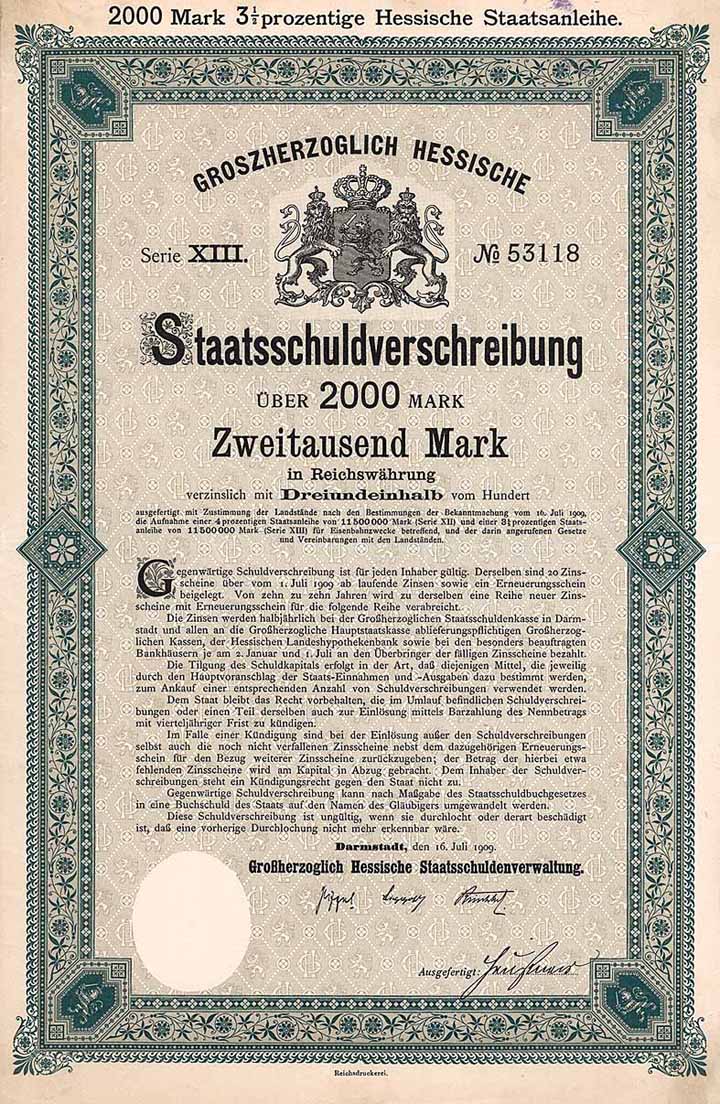 2000 Mark 3½prozentige Hessische Staatsanleihe.
GROSZHERZOGLICH HESSISCHE
Serie XIII.
№ 53118
Staatsschuldverschreibung
ÜBER 2000 MARK
Zweitausend Mark
in Reichswährung
verzinslich mit Dreiundeinhalb vom Hundert
ausgefertigt mit Zustimmung der Landstände nach den Bestimmungen der Bekanntmachung vom 16. Juli 1909,
die Aufnahme einer 4prozentigen Staatsanleihe von 11500000 Mark (Serie XII) und einer 3½prozentigen Staats-
anleihe von 11500000 Mark (Serie XIII) für Eisenbahnzwecke betreffend, und der darin angerufenen Gesetze
und Vereinbarungen mit den Landständen.
Gegenwärtige Schuldverschreibung ist für jeden Inhaber gültig. Derselben sind 20 Zins-
scheine über vom 1. Juli 1909 ab laufende Zinsen sowie ein Erneuerungsschein
beigelegt. Von zehn zu zehn Jahren wird zu derselben eine Reihe neuer Zins-
scheine mit Erneuerungsschein für die folgende Reihe verabreicht.
Die Zinsen werden halbjährlich bei der Großherzoglichen Staatsschuldenkasse in Darm-
stadt und allen an die Großherzogliche Hauptstaatskasse ablieferungspflichtigen Großherzog-
lichen Kassen, der Hessischen Landeshypothekenbank sowie bei den besonders beauftragten
Bankhäusern je am 2. Januar und 1. Juli an den Überbringer der fälligen Zinsscheine bezahlt.
Die Tilgung des Schuldkapitals erfolgt in der Art, daß diejenigen Mittel, die jeweilig
durch den Hauptvoranschlag der Staats-Einnahmen und -Ausgaben dazu bestimmt werden,
zum Ankauf einer entsprechenden Anzahl von Schuldverschreibungen verwendet werden.
Dem Staat bleibt das Recht vorbehalten, die im Umlauf befindlichen Schuldverschrei-
bungen oder einen Teil derselben auch zur Einlösung mittels Barzahlung des Nennbetrags
mit vierteljähriger Frist zu kündigen.
Im Falle einer Kündigung sind bei der Einlösung außer den Schuldverschreibungen
selbst auch die noch nicht verfallenen Zinsscheine nebst dem dazugehörigen Erneuerungs-
schein für den Bezug weiterer Zinsscheine zurückzugeben; der Betrag der hierbei etwa
fehlenden Zinsscheine wird am Kapital in Abzug gebracht. Dem Inhaber der Schuldver-
schreibungen steht ein Kündigungsrecht gegen den Staat nicht zu.
Gegenwärtige Schuldverschreibung kann nach Maßgabe des Staatsschuldbuchgesetzes
in eine Buchschuld des Staats auf den Namen des Gläubigers umgewandelt werden.
Diese Schuldverschreibung ist ungültig, wenn sie durchlocht oder derart beschädigt
ist, daß eine vorherige Durchlochung nicht mehr erkennbar wäre.
Darmstadt, den 16. Juli 1909.
Großherzoglich Hessische Staatsschuldenverwaltung.
Ausgefertigt:
Reichsdruckerei.